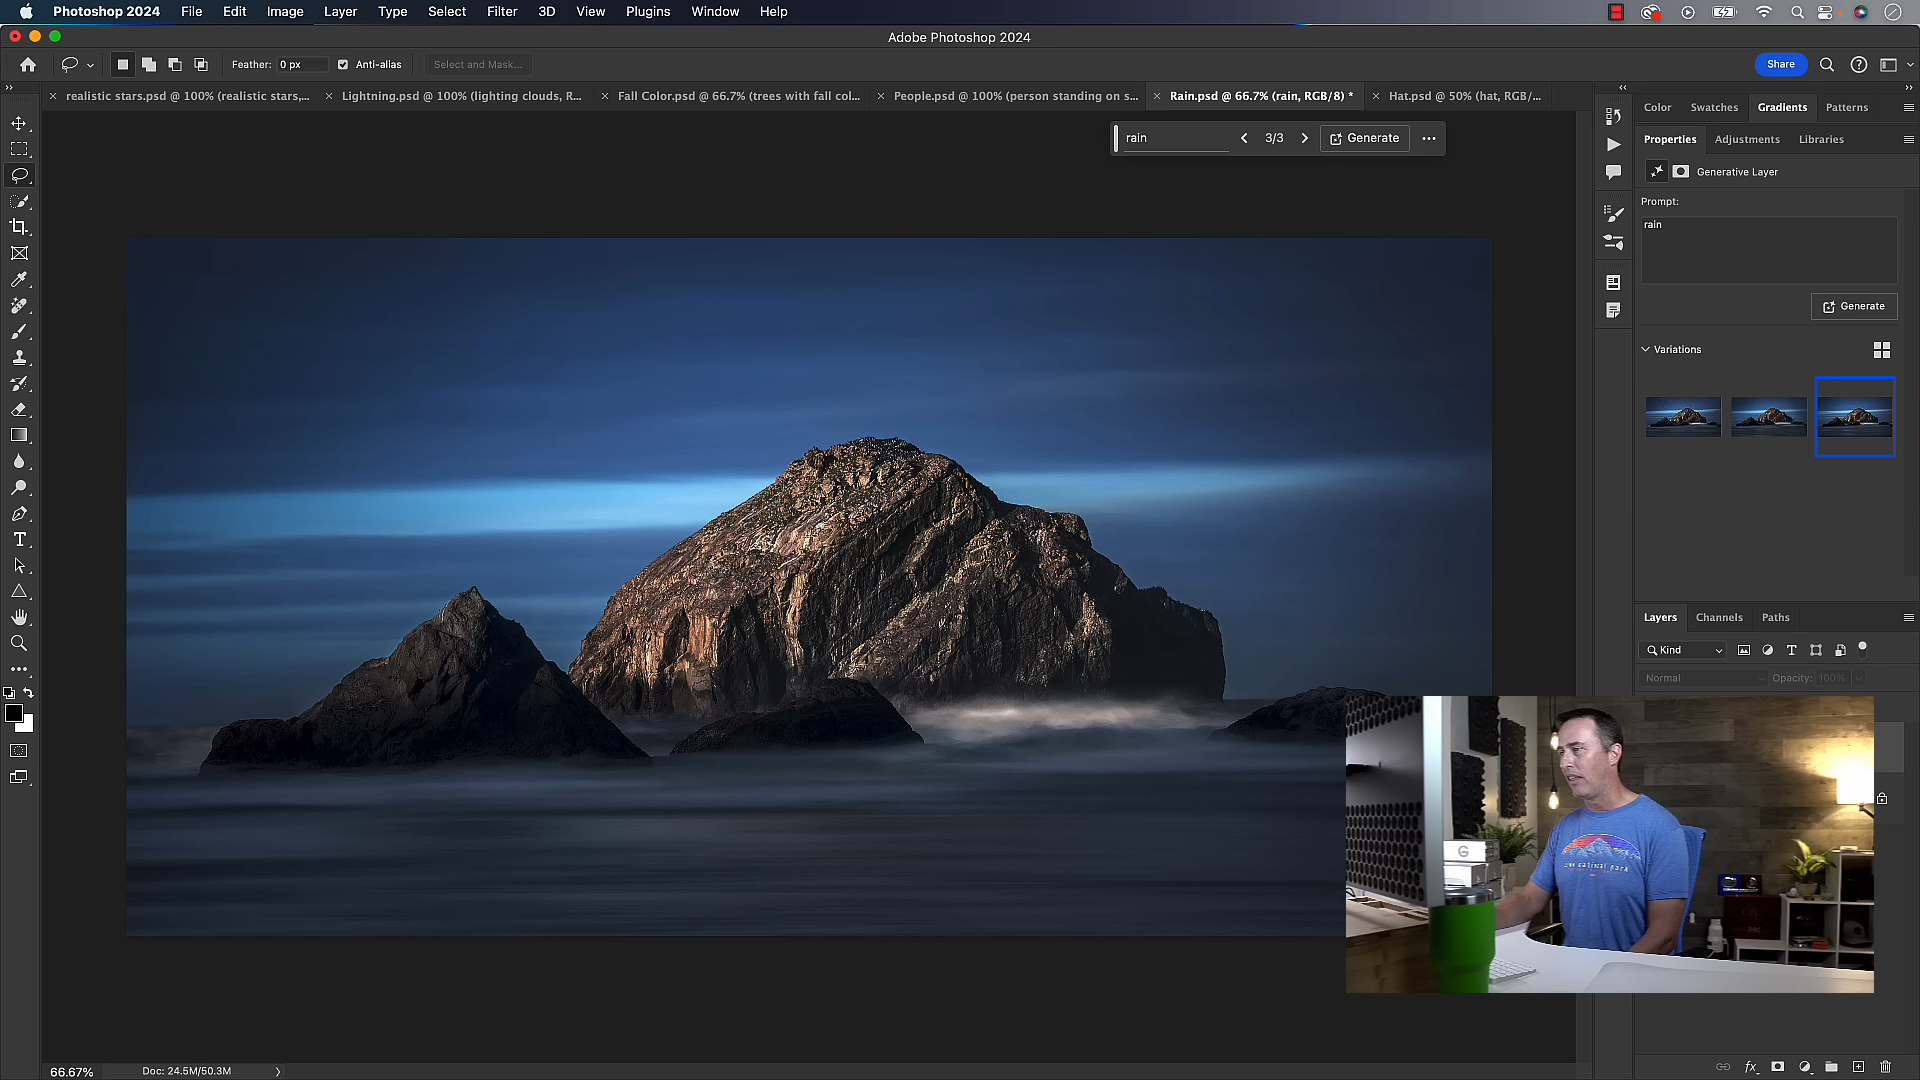 Photoshop 2024 File Edit Image Layer Type Select Filter 3D View Plugins Window Help
Adobe Photoshop 2024
Feather: 0 px Anti-alias Select and Mask... Share
realistic stars.psd @ 100% (realistic stars,... Lightning.psd @ 100% (lighting clouds, R... Fall Color.psd @ 66.7% (trees with fall col... People.psd @ 100% (person standing on s... Rain.psd @ 66.7% (rain, RGB/8) * Hat.psd @ 50% (hat, RGB/...
Color Swatches Gradients Patterns
rain 3/3 Generate
Properties Adjustments Libraries
Generative Layer
Prompt:
rain
Generate
Variations
Layers Channels Paths
Kind
Normal Opacity: 100%
G
66.67% Doc: 24.5M/50.3M
fx